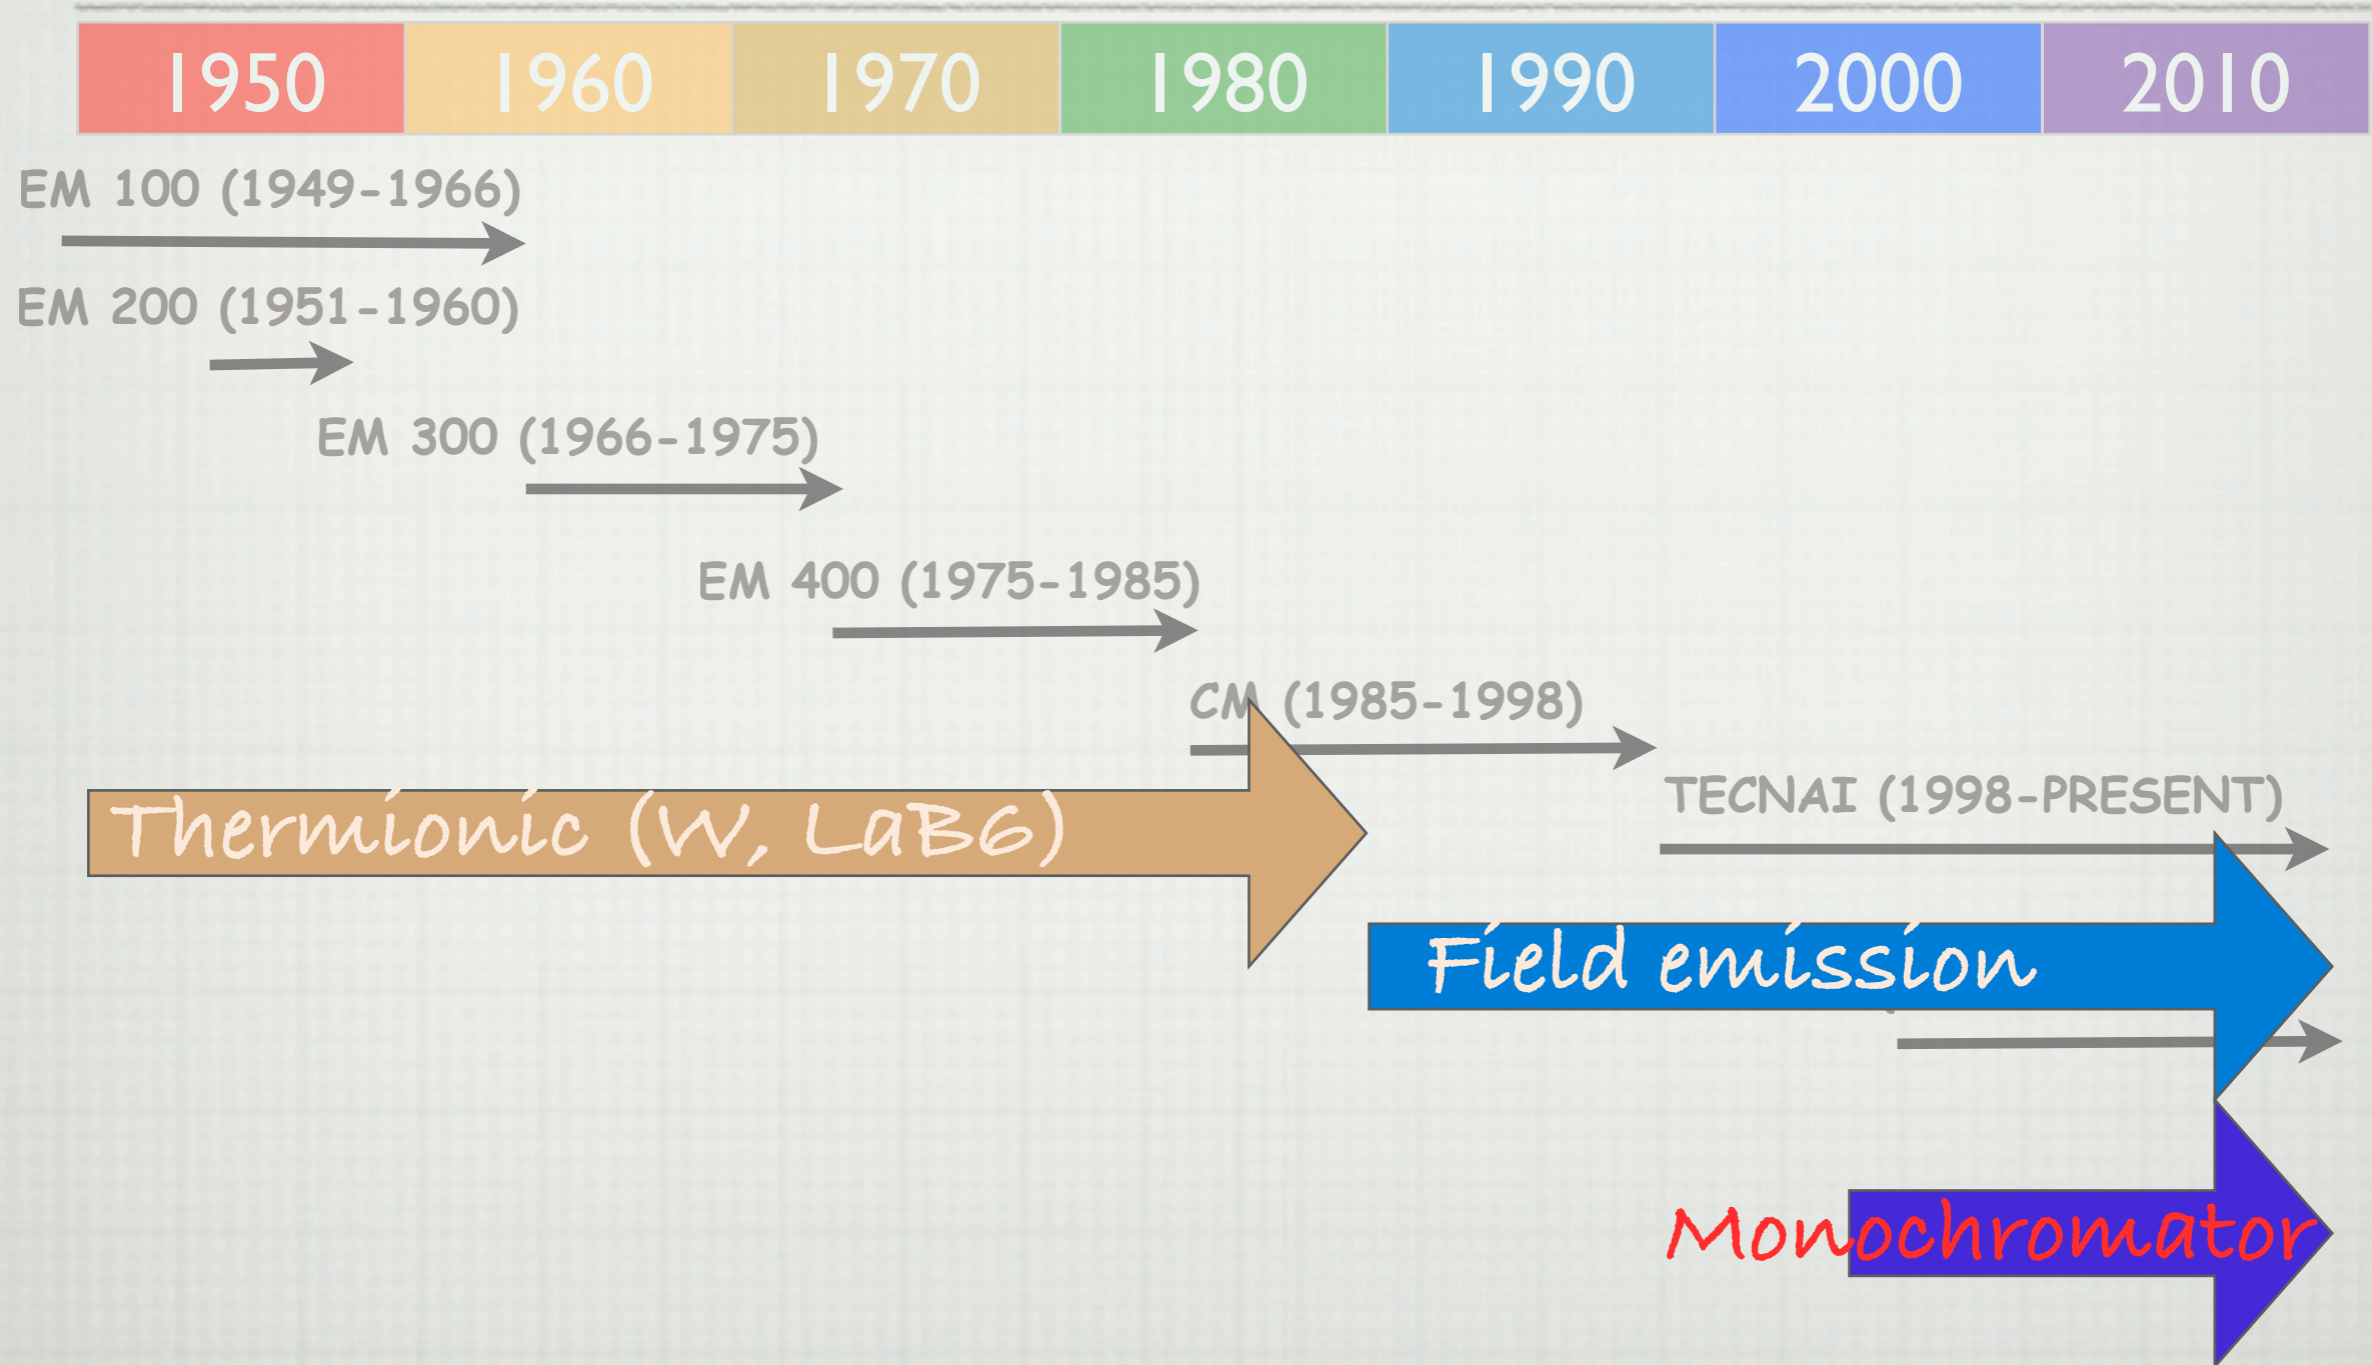 1950 1960 1970 1980 1990 2000 2010
EM 100 (1949-1966)
EM 200 (1951-1960)
EM 300 (1966-1975)
EM 400 (1975-1985)
CM (1985-1998)
TECNAI (1998-PRESENT)
Thermionic (W, LaB6)
Field emission
Monochromator